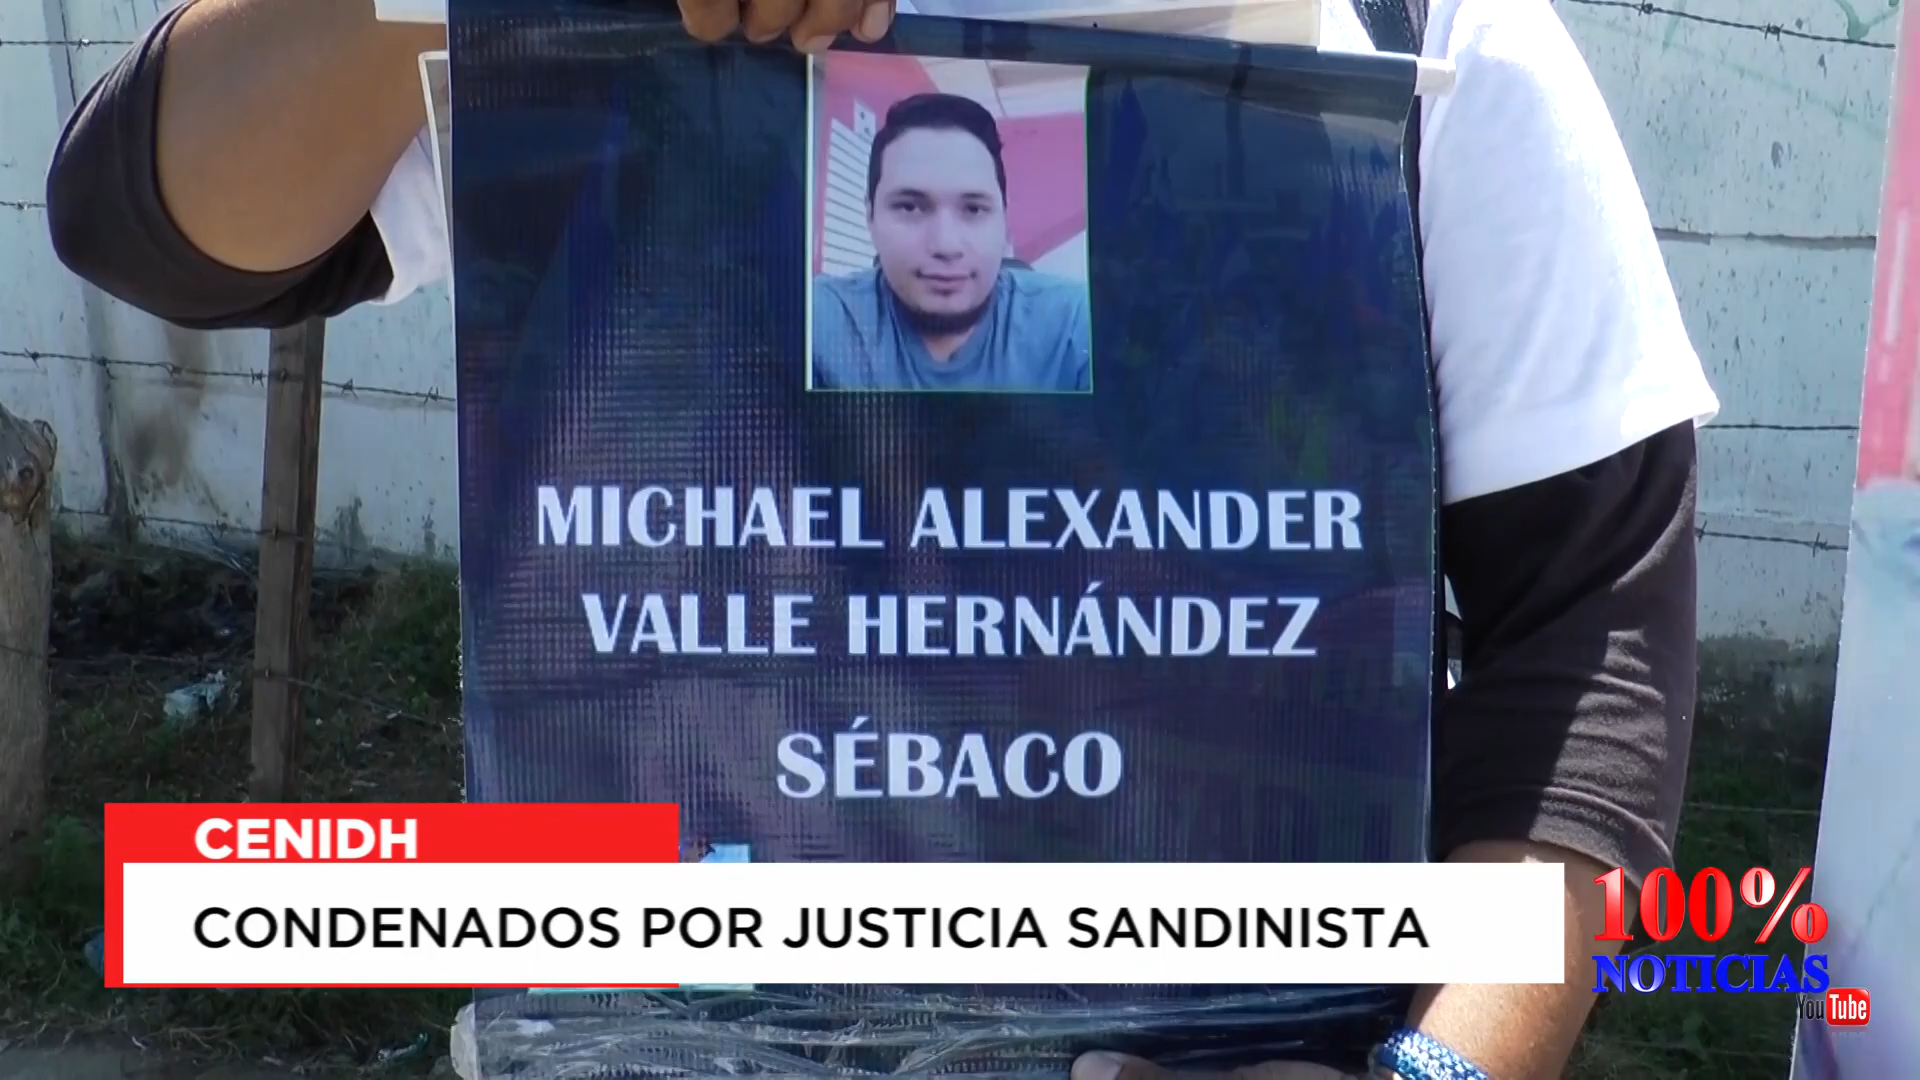 MICHAEL ALEXANDER
VALLE HERNÁNDEZ
SÉBACO
CENIDH
CONDENADOS POR JUSTICIA SANDINISTA
100%
NOTICIAS
YouTube